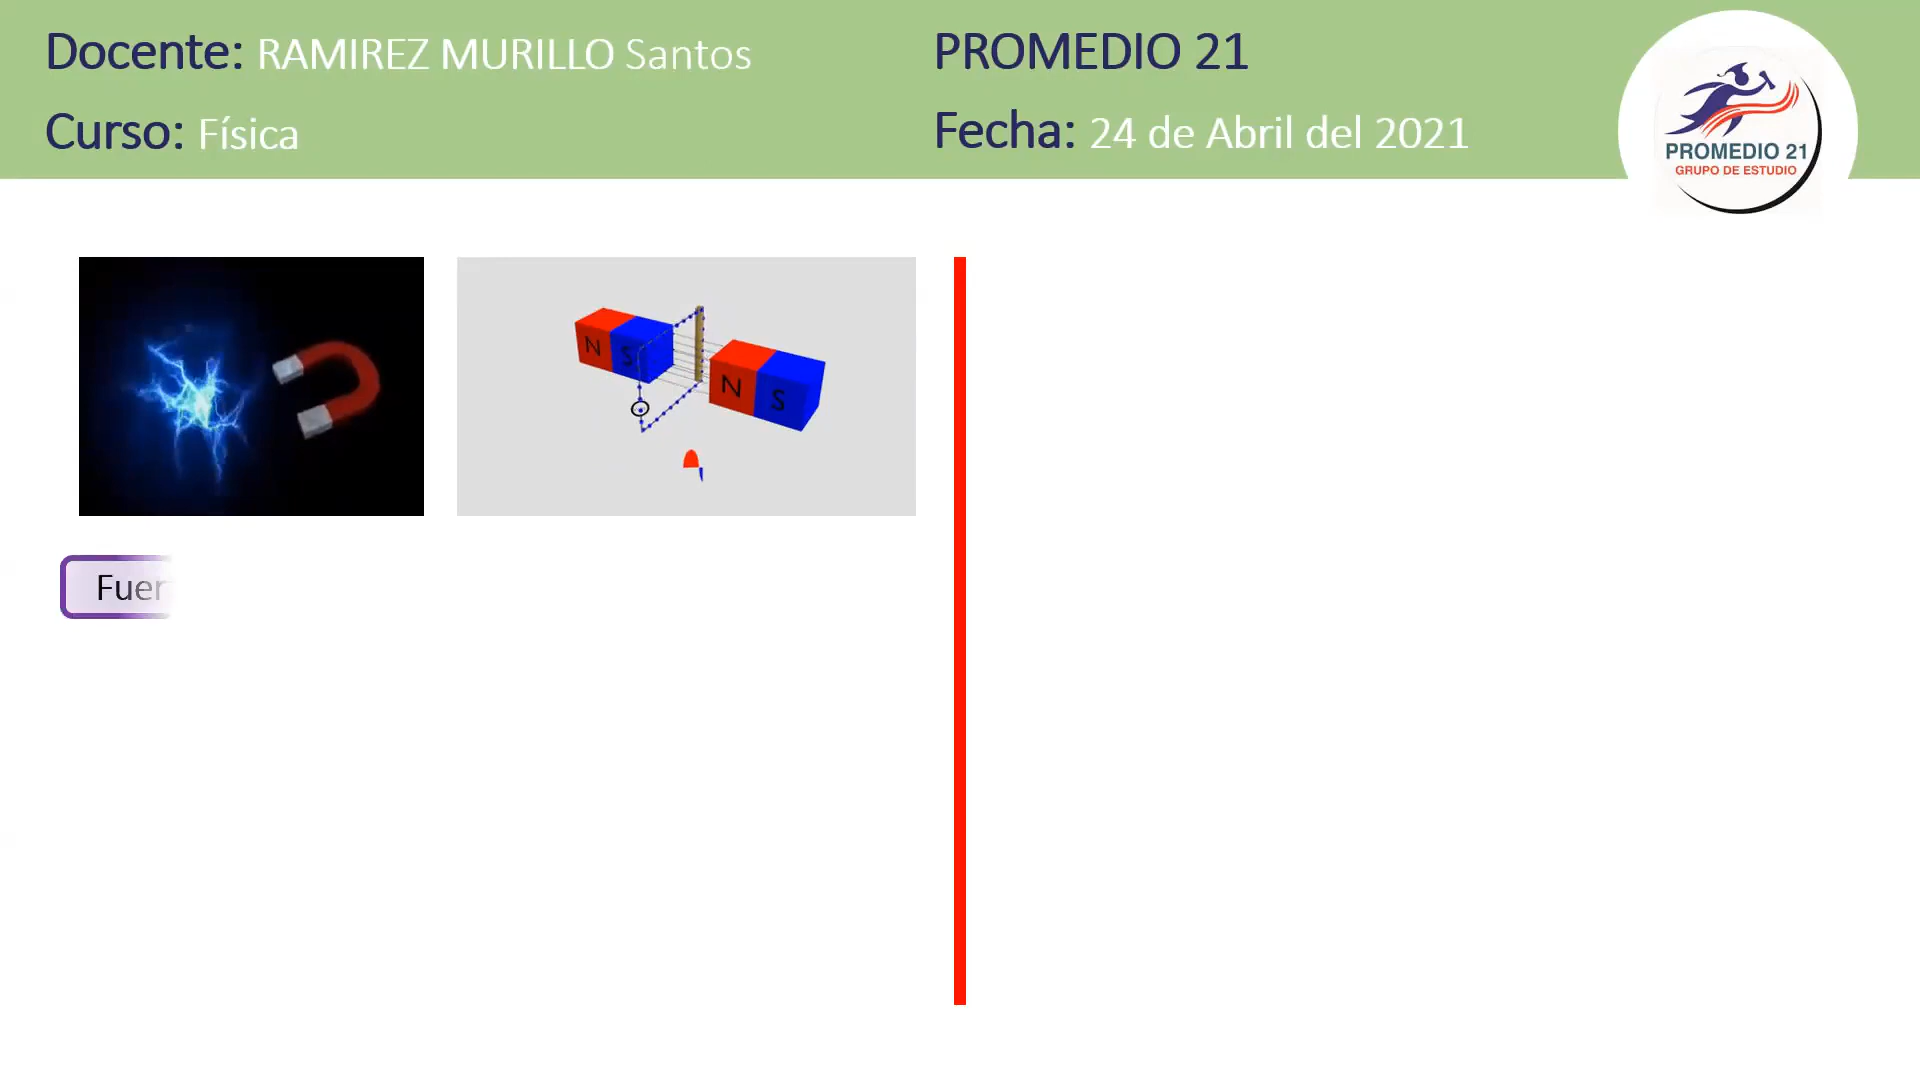 Docente: RAMIREZ MURILLO Santos
PROMEDIO 21
Curso: Física
Fecha: 24 de Abril del 2021
PROMEDIO 21
GRUPO DE ESTUDIO
N S
N S
Fuer